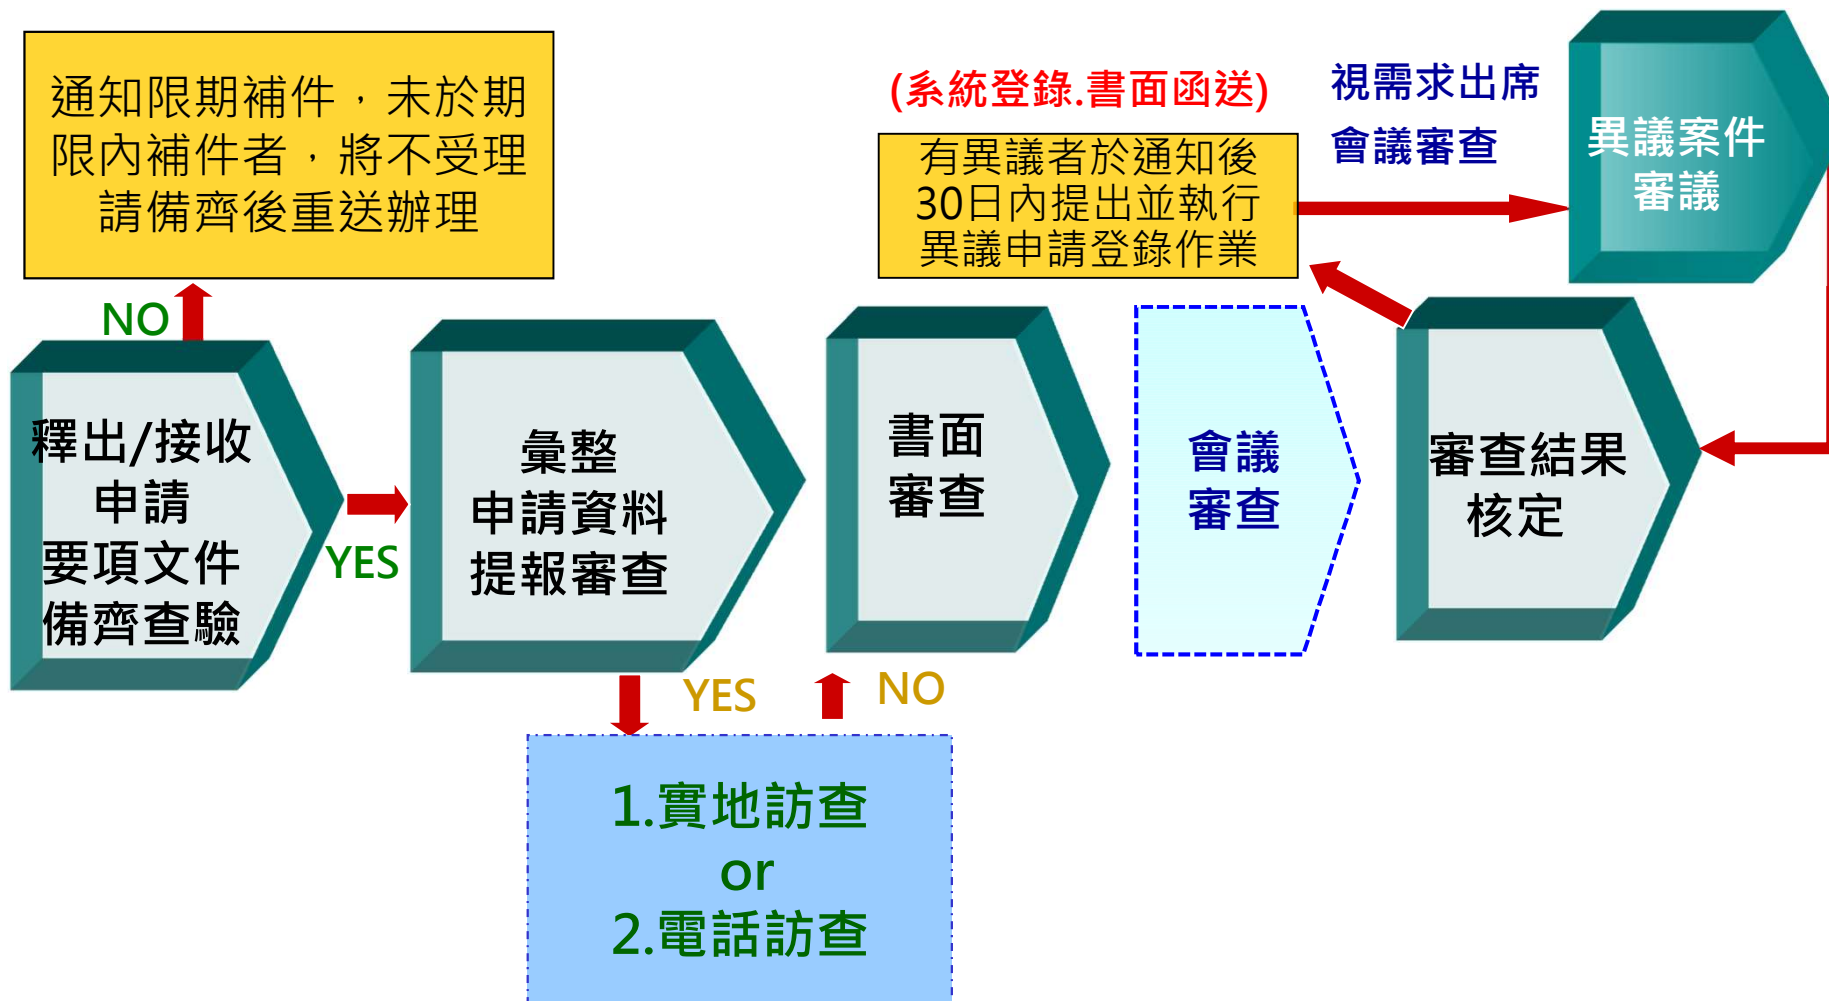 通知限期補件，未於期
限內補件者，將不受理
請備齊後重送辦理
(系統登錄.書面函送)
視需求出席
會議審查
有異議者於通知後
30日內提出並執行
異議申請登錄作業
異議案件
審議
NO
釋出/接收
申請
要項文件
備齊查驗
YES
彙整
申請資料
提報審查
書面
審查
會議
審查
審查結果
核定
YES
NO
1.實地訪查
or
2.電話訪查